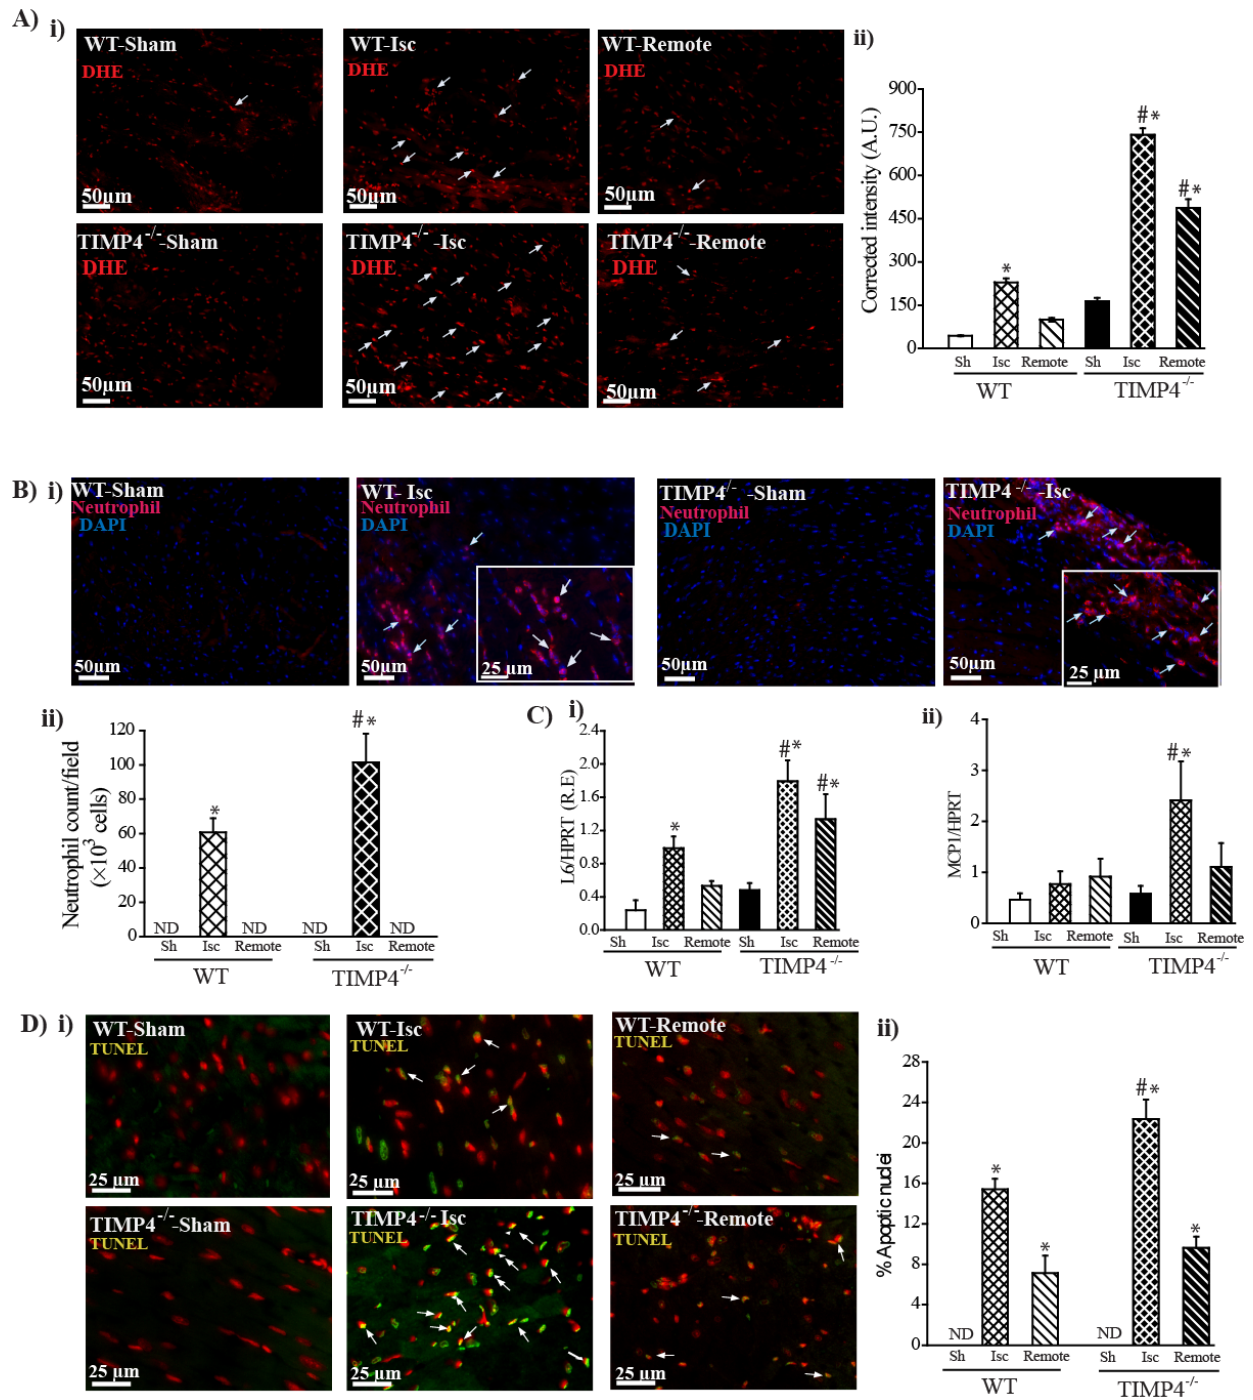 A)
i)
WT-Sham
DHE
50µm
WT-Isc
DHE
50µm
WT-Remote
DHE
50µm
TIMP4-/--Sham
DHE
50µm
TIMP4-/- -Isc
DHE
50µm
TIMP4-/--Remote
DHE
50µm
ii)
Corrected intensity (A.U.)
900
750
600
450
300
150
0
*
#*
#*
Sh Isc Remote Sh Isc Remote
WT TIMP4-/-
B) i)
WT-Sham
Neutrophil
DAPI
50µm
WT- Isc
Neutrophil
DAPI
50µm
25 µm
TIMP4-/- -Sham
Neutrophil
DAPI
50µm
TIMP4-/- -Isc
Neutrophil
DAPI
50µm
25 µm
ii)
Neutrophil count/field
(×10³ cells)
120
100
80
60
40
20
0
ND * ND ND #* ND
Sh Isc Remote Sh Isc Remote
WT TIMP4-/-
C) i)
L6/HPRT (R.E)
2.4
2.0
1.6
1.2
0.8
0.4
0.0
*
#*
#*
Sh Isc Remote Sh Isc Remote
WT TIMP4-/-
ii)
MCP1/HPRT
4
3
2
1
0
#*
Sh Isc Remote Sh Isc Remote
WT TIMP4-/-
D) i)
WT-Sham
TUNEL
25 µm
WT-Isc
TUNEL
25 µm
WT-Remote
TUNEL
25 µm
TIMP4-/--Sham
TUNEL
25 µm
TIMP4-/-Isc
TUNEL
25 µm
TIMP4-/--Remote
TUNEL
25 µm
ii)
% Apoptic nuclei
28
24
20
16
12
8
4
0
ND * * ND #* *
Sh Isc Remote Sh Isc Remote
WT TIMP4-/-